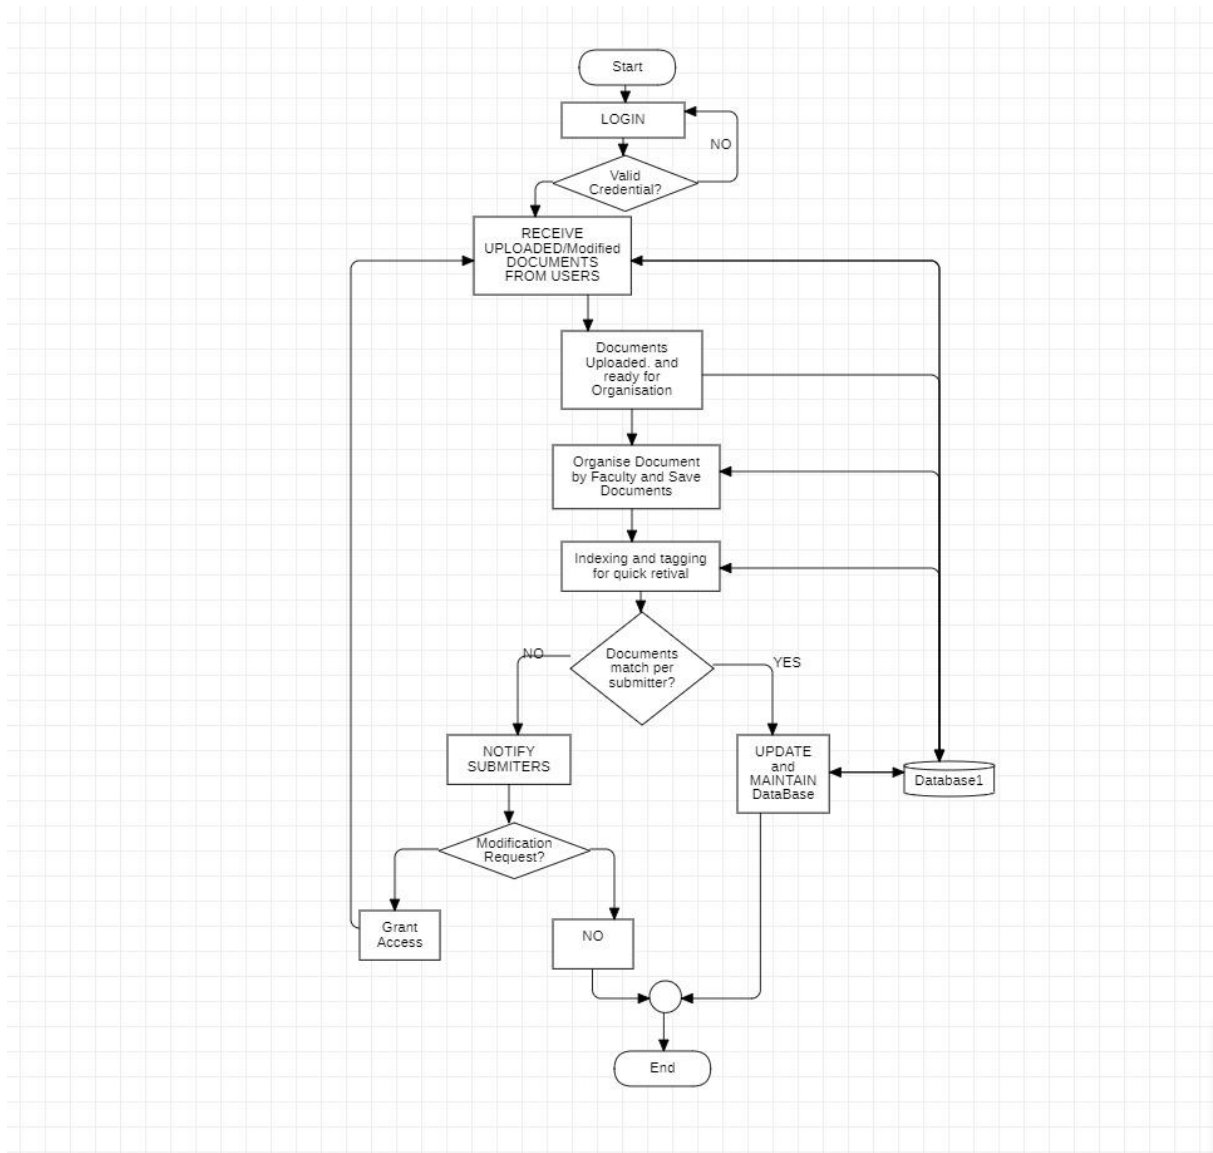 Start
LOGIN
NO
Valid
Credential?
RECEIVE
UPLOADED/Modified
DOCUMENTS
FROM USERS
Documents
Uploaded. and
ready for
Organisation
Organise Document
by Faculty and Save
Documents
Indexing and tagging
for quick retival
NO
Documents
match per
submitter?
YES
NOTIFY
SUBMITERS
UPDATE
and
MAINTAIN
DataBase
Database1
Modification
Request?
Grant
Access
NO
End